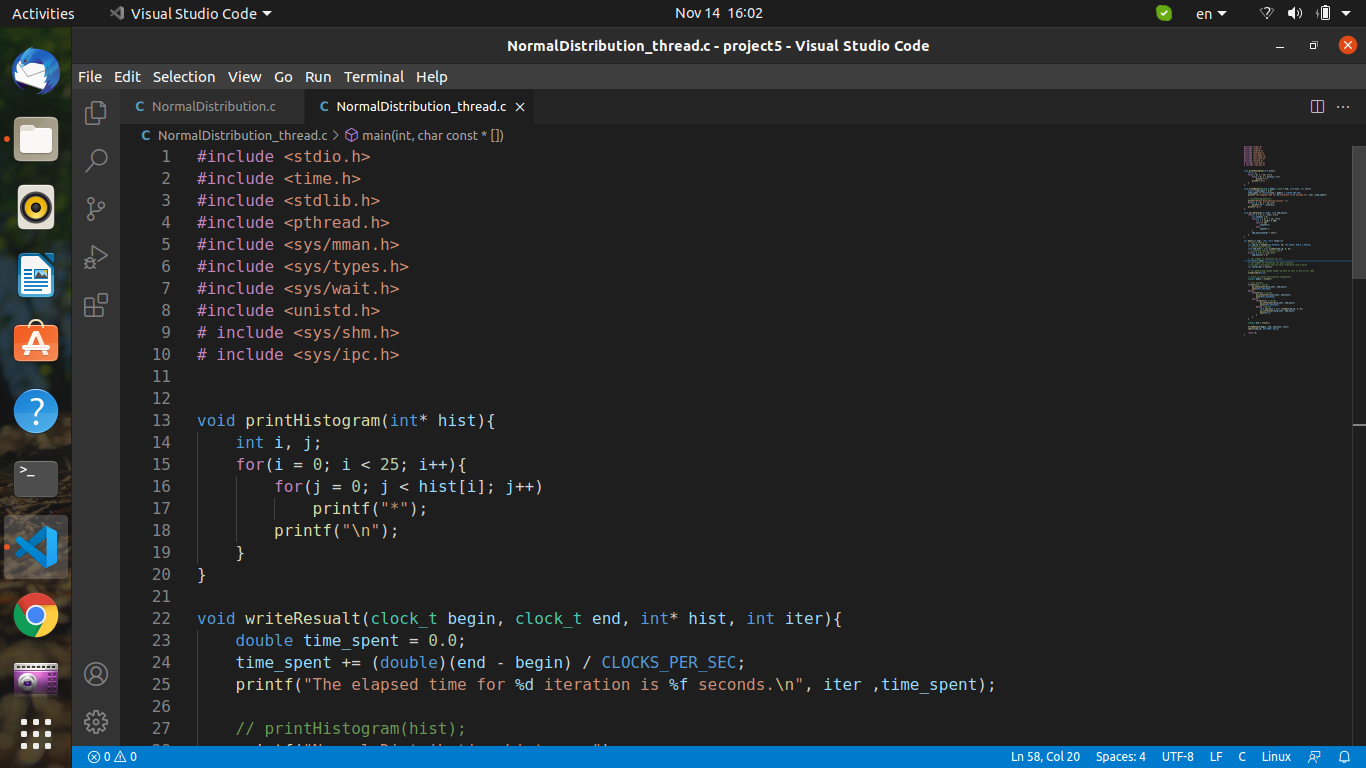 Activities Visual Studio Code Nov 14 16:02 en
NormalDistribution_thread.c - project5 - Visual Studio Code
File Edit Selection View Go Run Terminal Help
C NormalDistribution.c C NormalDistribution_thread.c
C NormalDistribution_thread.c > main(int, char const * [])
1 #include <stdio.h>
2 #include <time.h>
3 #include <stdlib.h>
4 #include <pthread.h>
5 #include <sys/mman.h>
6 #include <sys/types.h>
7 #include <sys/wait.h>
8 #include <unistd.h>
9 # include <sys/shm.h>
10 # include <sys/ipc.h>
11
12
13 void printHistogram(int* hist){
14 int i, j;
15 for(i = 0; i < 25; i++){
16 for(j = 0; j < hist[i]; j++)
17 printf("*");
18 printf("\n");
19 }
20 }
21
22 void writeResualt(clock_t begin, clock_t end, int* hist, int iter){
23 double time_spent = 0.0;
24 time_spent += (double)(end - begin) / CLOCKS_PER_SEC;
25 printf("The elapsed time for %d iteration is %f seconds.\n", iter ,time_spent);
26
27 // printHistogram(hist);
0 0 Ln 58, Col 20 Spaces: 4 UTF-8 LF C Linux